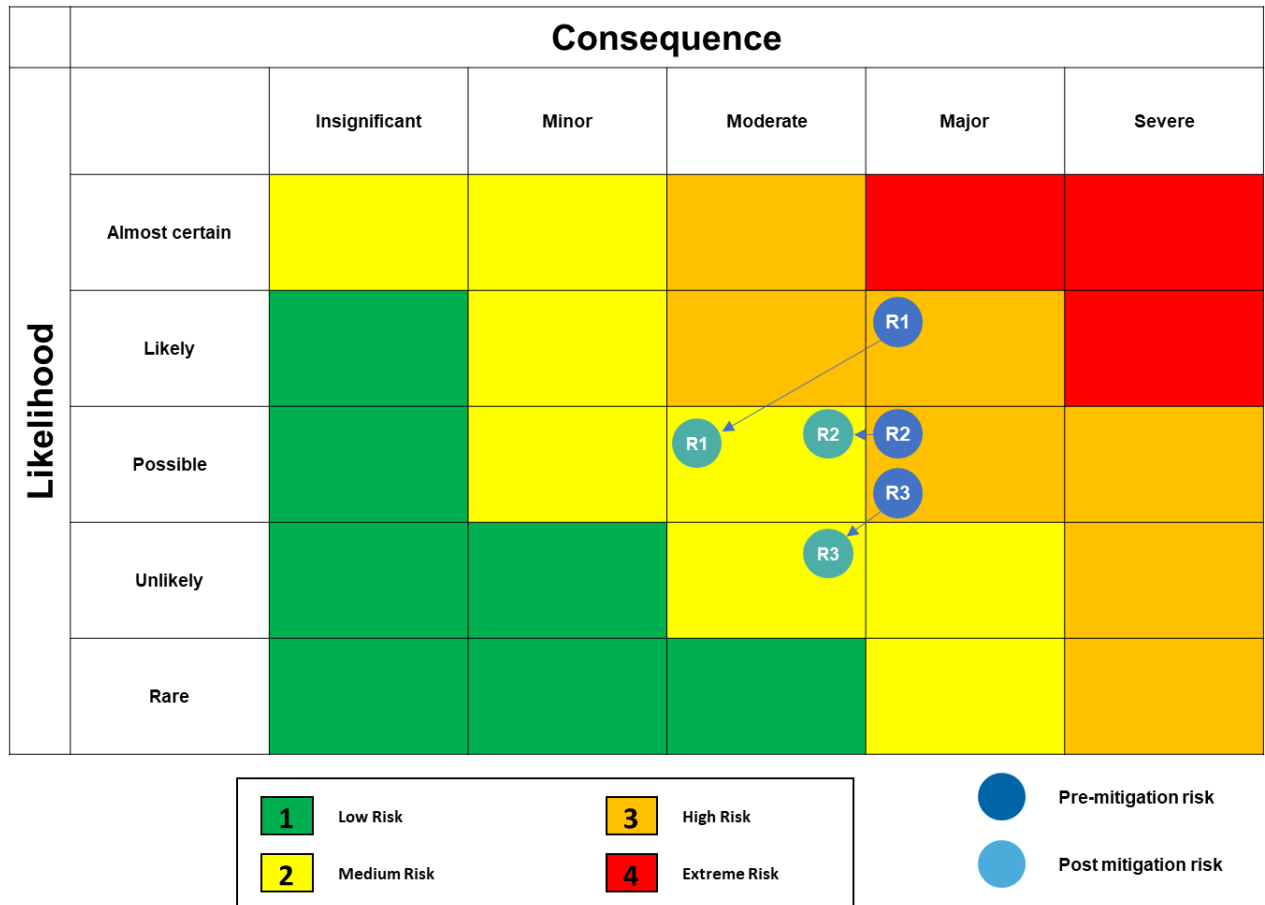 Consequence
Likelihood
Insignificant
Minor
Moderate
Major
Severe
Almost certain
Likely
R1
Possible
R1
R2
R2
R3
Unlikely
R3
Rare
1 Low Risk
3 High Risk
Pre-mitigation risk
2 Medium Risk
4 Extreme Risk
Post mitigation risk